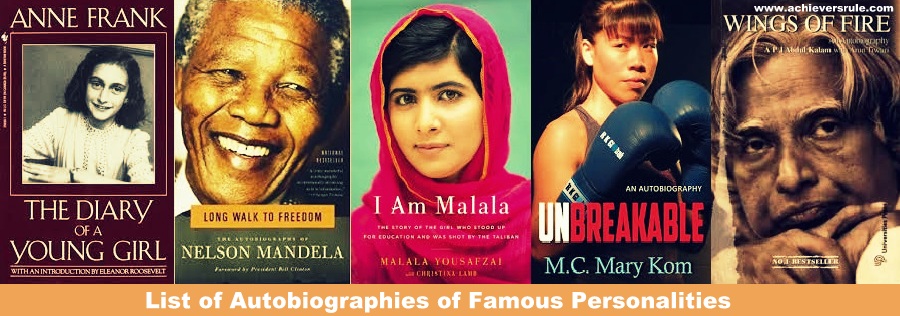 ANNE FRANK
THE DIARY
OF A
YOUNG GIRL
WITH AN INTRODUCTION BY ELEANOR ROOSEVELT
NATIONAL
BESTSELLER
LONG WALK TO FREEDOM
THE AUTOBIOGRAPHY OF
NELSON MANDELA
Foreword by President Bill Clinton
I Am Malala
THE STORY OF THE GIRL WHO STOOD UP
FOR EDUCATION AND WAS SHOT BY THE TALIBAN
MALALA YOUSAFZAI
WITH CHRISTINA LAMB
AN AUTOBIOGRAPHY
UNBREAKABLE
M.C. Mary Kom
www.achieversrule.com
WINGS OF FIRE
A P J Abdul Kalam with Arun Tiwari
Universities Press
NO.1 BESTSELLER
List of Autobiographies of Famous Personalities